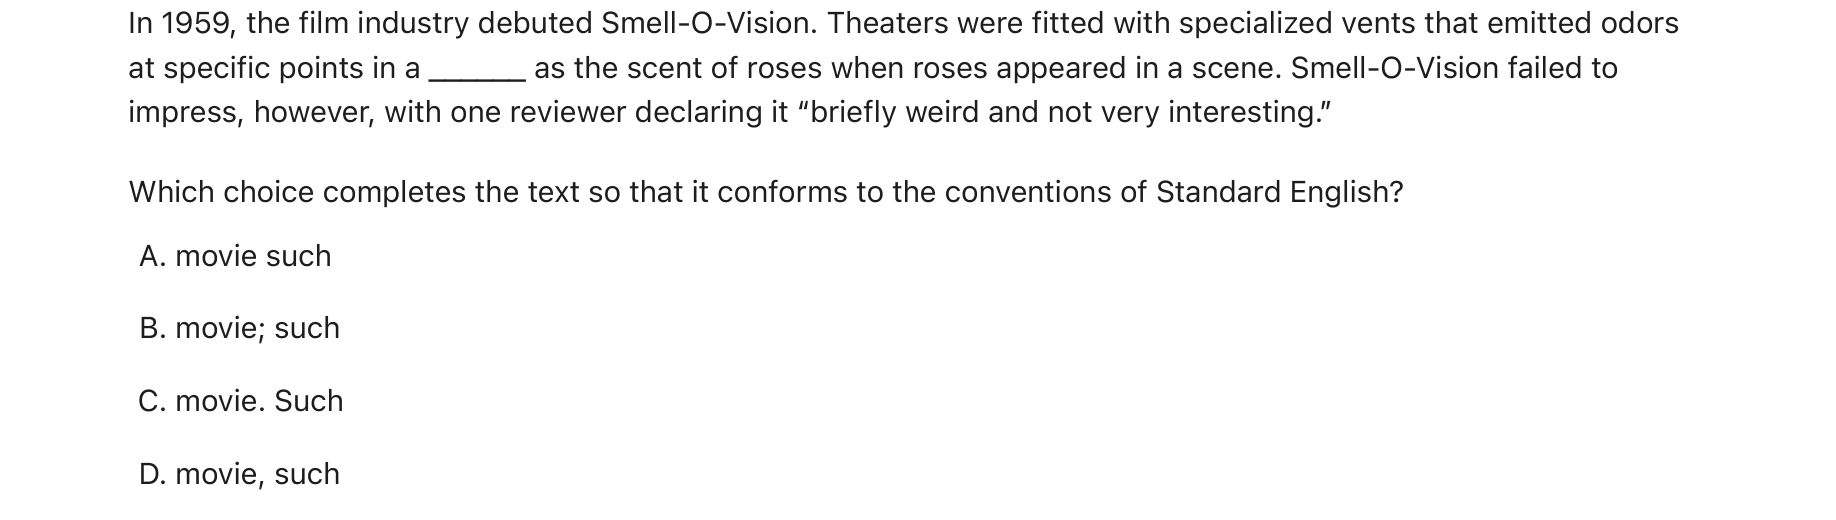 In 1959, the film industry debuted Smell-O-Vision. Theaters were fitted with specialized vents that emitted odors
at specific points in a ______ as the scent of roses when roses appeared in a scene. Smell-O-Vision failed to
impress, however, with one reviewer declaring it “briefly weird and not very interesting.”
Which choice completes the text so that it conforms to the conventions of Standard English?
A. movie such
B. movie; such
C. movie. Such
D. movie, such